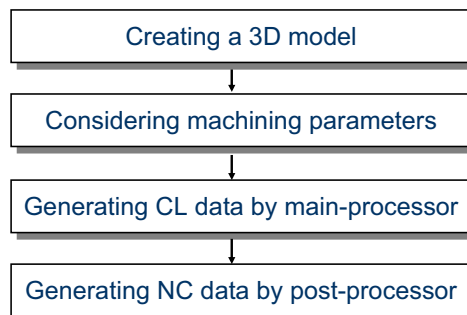 Creating a 3D model
Considering machining parameters
Generating CL data by main-processor
Generating NC data by post-processor